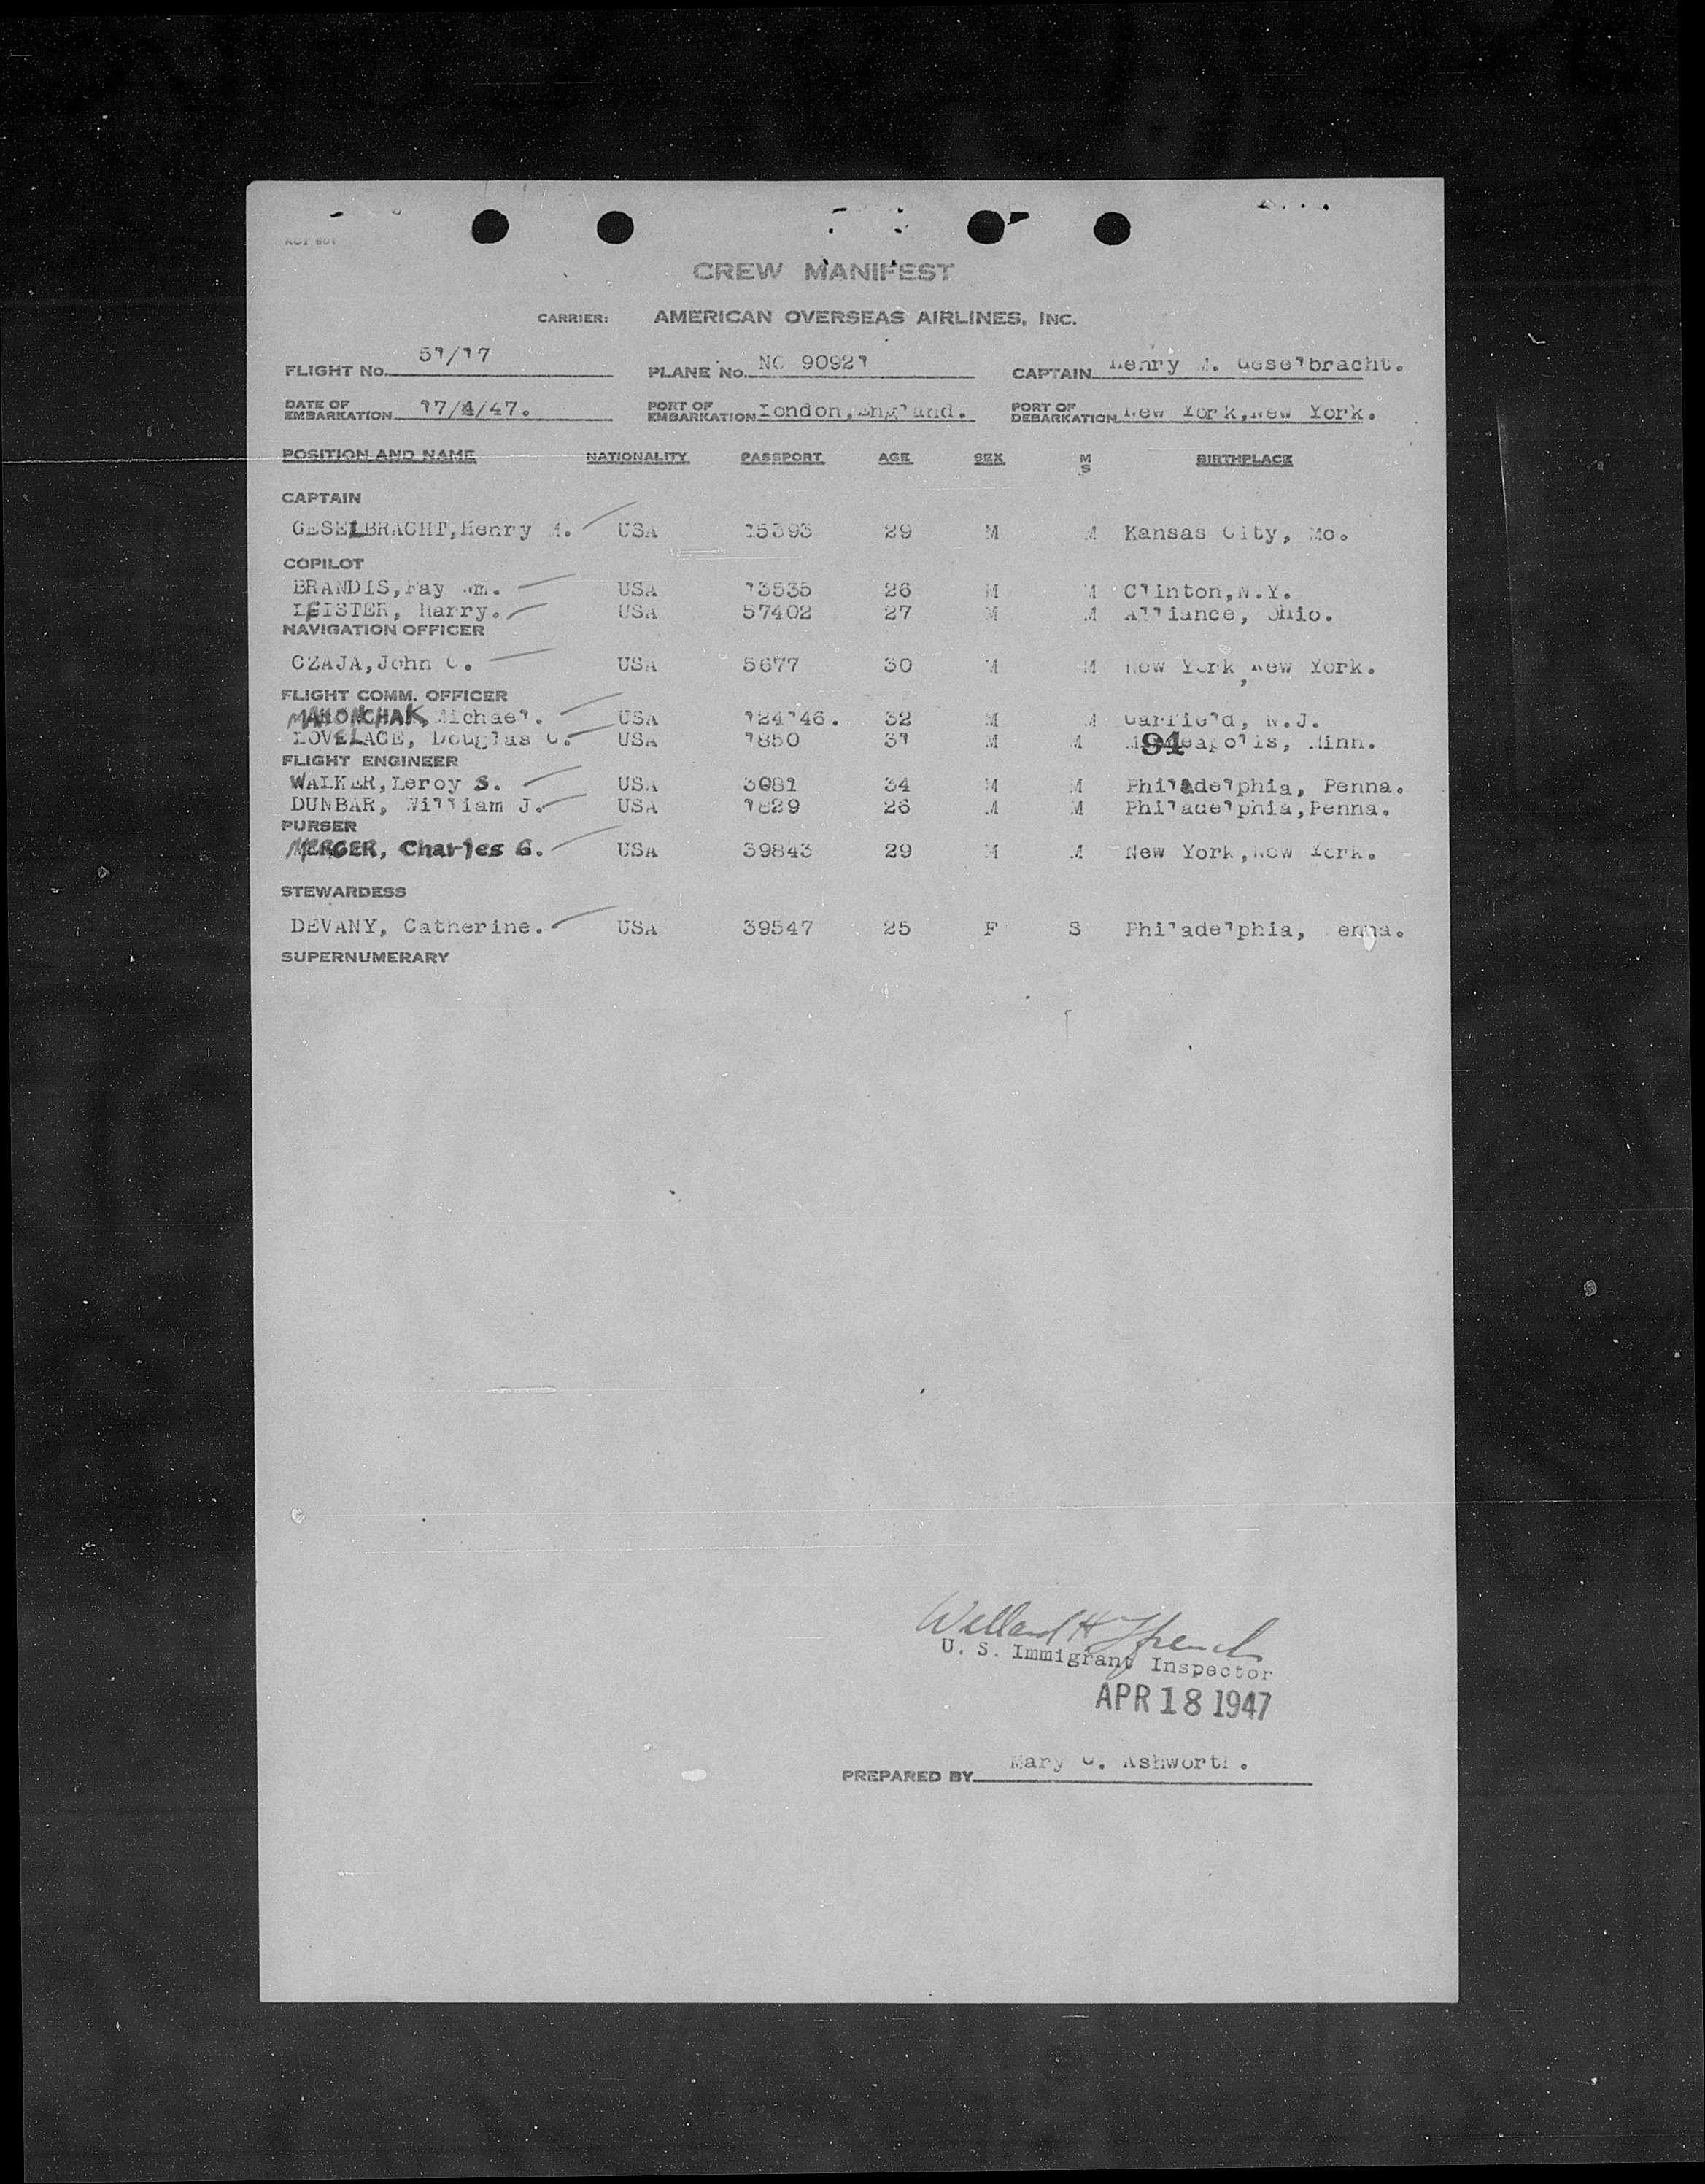 CREW MANIFEST
CARRIER: AMERICAN OVERSEAS AIRLINES, INC.
FLIGHT No. 51/17 PLANE No. NC 90921 CAPTAIN Henry M. Geselbracht.
DATE OF EMBARKATION 17/4/47. PORT OF EMBARKATION London,England. PORT OF DEBARKATION New York,New York.
POSITION AND NAME NATIONALITY PASSPORT AGE SEX M S BIRTHPLACE
CAPTAIN
GESELBRACHT,Henry M. USA 15393 29 M M Kansas City, Mo.
COPILOT
BRANDIS,Fay Wm. USA 13535 26 M M Clinton,N.Y.
LEISTER, Harry. USA 57402 27 M M Alliance, Ohio.
NAVIGATION OFFICER
CZAJA,John C. USA 5677 30 M M New York, New York.
FLIGHT COMM. OFFICER
Michael. USA 124146. 32 M M Garfield, N.J.
LOVELACE, Douglas C. USA 1850 31 M M 94 Minn.
FLIGHT ENGINEER
WALKER,Leroy S. USA 3081 34 M M Philadelphia, Penna.
DUNBAR, William J. USA 1829 26 M M Philadelphia,Penna.
PURSER
MERGER, Charles G. USA 39843 29 M M New York,New York.
STEWARDESS
DEVANY, Catherine. USA 39547 25 F S Philadelphia, enna.
SUPERNUMERARY
Willard H French
U. S. Immigrant Inspector
APR 18 1947
PREPARED BY Mary C. Ashworth.